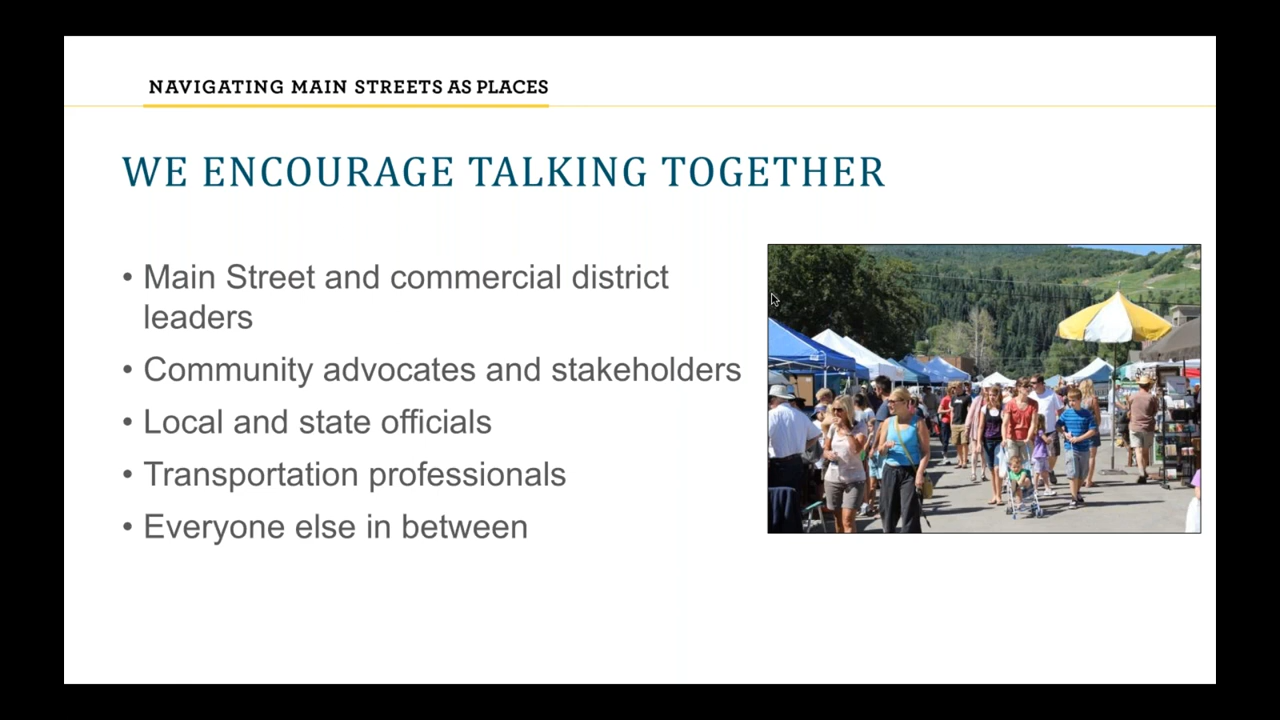 NAVIGATING MAIN STREETS AS PLACES
WE ENCOURAGE TALKING TOGETHER
• Main Street and commercial district
leaders
• Community advocates and stakeholders
• Local and state officials
• Transportation professionals
• Everyone else in between